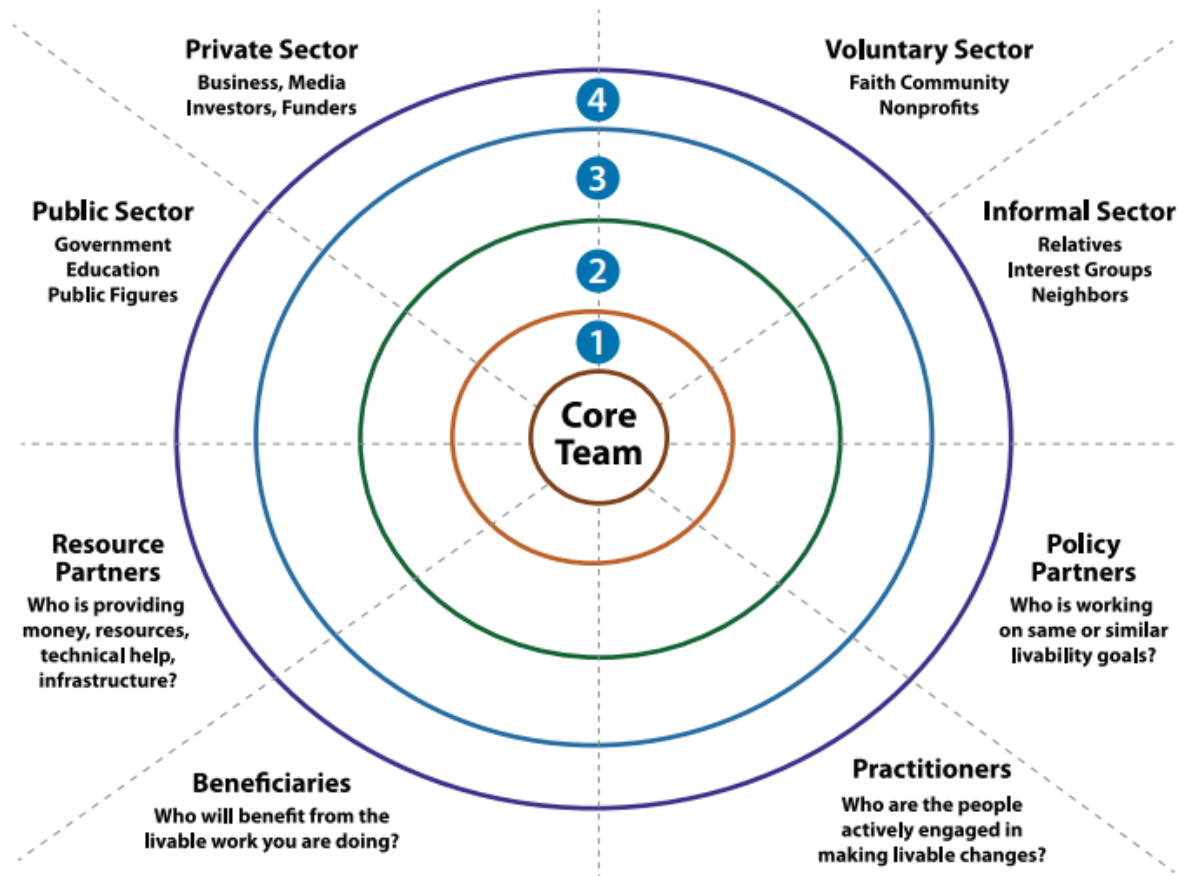 Private Sector
Business, Media
Investors, Funders
Voluntary Sector
Faith Community
Nonprofits
4
3
Public Sector
Government
Education
Public Figures
Informal Sector
Relatives
Interest Groups
Neighbors
2
1
Core
Team
Resource
Partners
Who is providing
money, resources,
technical help,
infrastructure?
Policy
Partners
Who is working
on same or similar
livability goals?
Beneficiaries
Who will benefit from the
livable work you are doing?
Practitioners
Who are the people
actively engaged in
making livable changes?